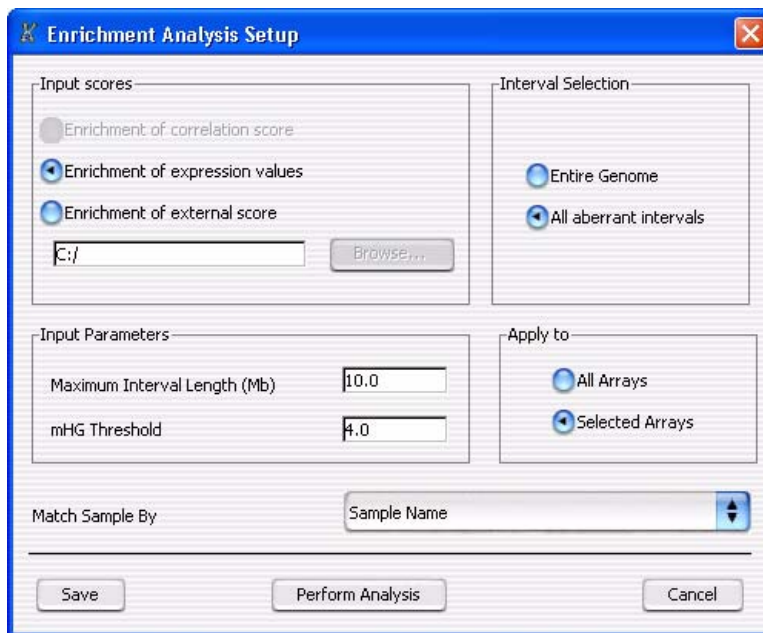 Enrichment Analysis Setup
Input scores
Enrichment of correlation score
Enrichment of expression values
Enrichment of external score
C:/
Browse...
Interval Selection
Entire Genome
All aberrant intervals
Input Parameters
Maximum Interval Length (Mb)
10.0
mHG Threshold
4.0
Apply to
All Arrays
Selected Arrays
Match Sample By
Sample Name
Save
Perform Analysis
Cancel